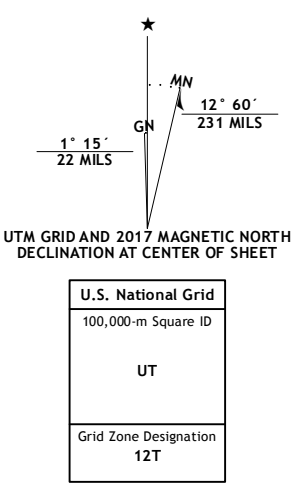 MN
GN
12° 60´
231 MILS
1° 15´
22 MILS
UTM GRID AND 2017 MAGNETIC NORTH
DECLINATION AT CENTER OF SHEET
U.S. National Grid
100,000-m Square ID
UT
Grid Zone Designation
12T